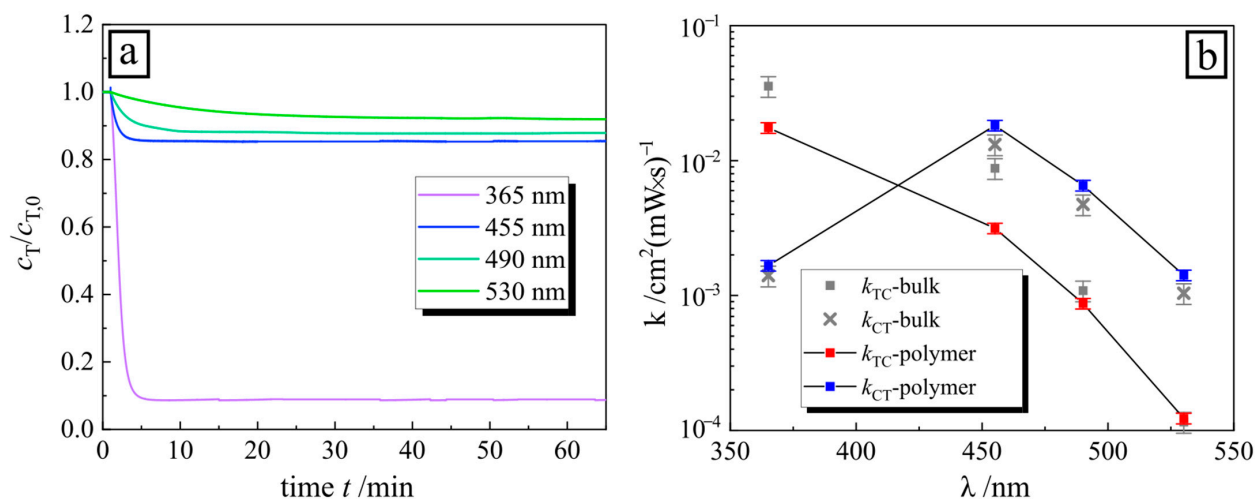 a
1.2
1.0
0.8
0.6
0.4
0.2
0.0
c_T/c_T,0
365 nm
455 nm
490 nm
530 nm
0 10 20 30 40 50 60
time t /min
b
10⁻¹
10⁻²
10⁻³
10⁻⁴
k /cm²(mW×s)⁻¹
k_TC-bulk
k_CT-bulk
k_TC-polymer
k_CT-polymer
350 400 450 500 550
λ /nm